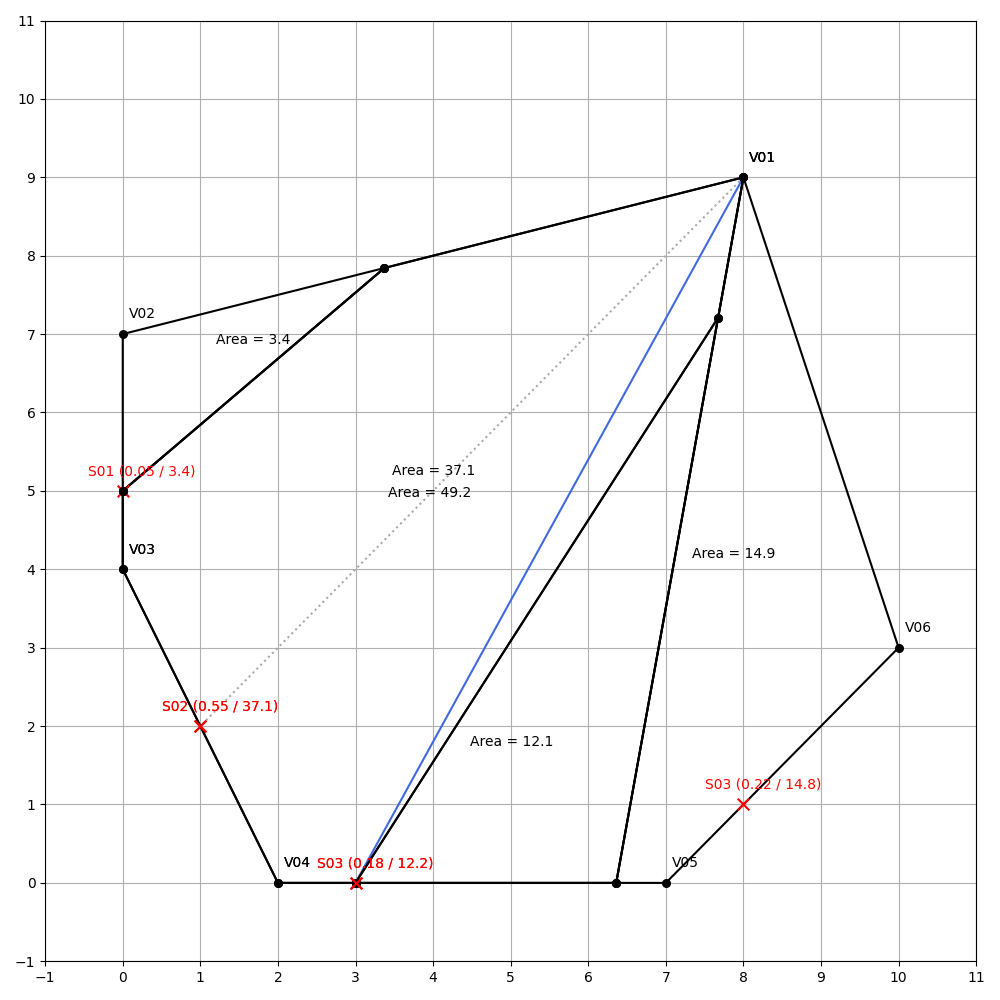 11
10
9
8
7
6
5
4
3
2
1
0
−1
V01
V02
Area = 3.4
S01 (0.05 / 3.4)
Area = 37.1
Area = 49.2
V03
Area = 14.9
V06
S02 (0.55 / 37.1)
Area = 12.1
S03 (0.22 / 14.8)
V04
S03 (0.18 / 12.2)
V05
−1 0 1 2 3 4 5 6 7 8 9 10 11